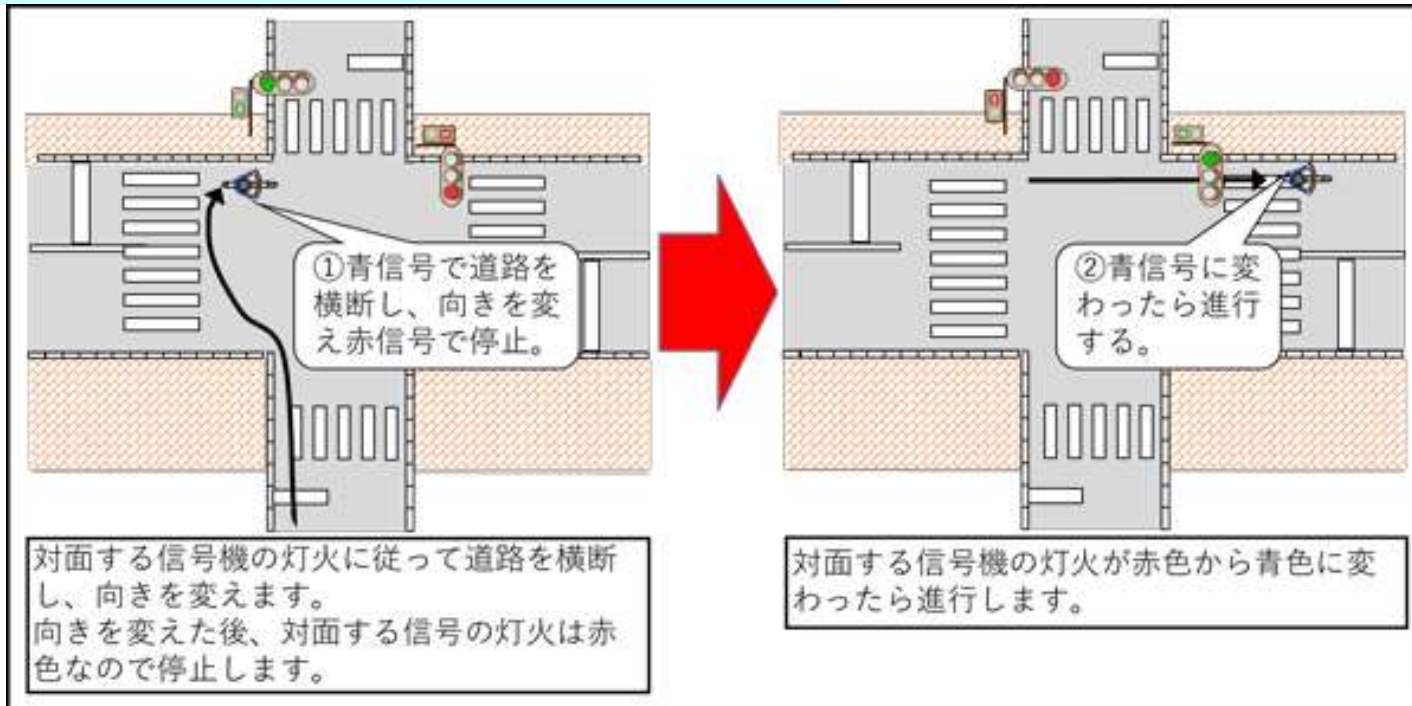 ①青信号で道路を
横断し、向きを変
え赤信号で停止。
対面する信号機の灯火に従って道路を横断
し、向きを変えます。
向きを変えた後、対面する信号の灯火は赤
色なので停止します。
②青信号に変
わったら進行
する。
対面する信号機の灯火が赤色から青色に変
わったら進行します。